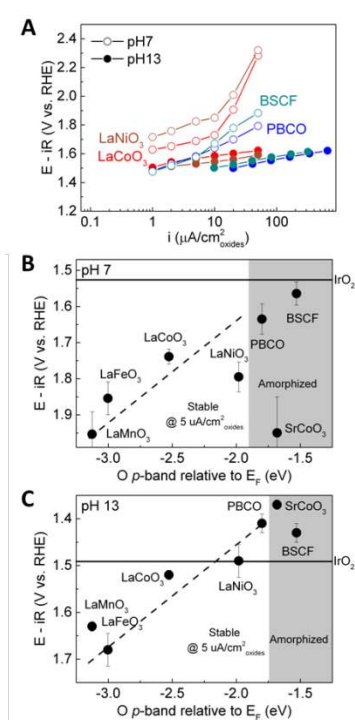 A
pH7
pH13
BSCF
PBCO
LaNiO3
LaCoO3
2.4
2.2
2.0
1.8
1.6
1.4
E - iR (V vs. RHE)
0.1 1 10 100
i (μA/cm²oxides)
B
pH 7
IrO2
BSCF
PBCO
LaCoO3
LaNiO3
LaFeO3
Amorphized
LaMnO3
Stable
@ 5 uA/cm²oxides
SrCoO3
1.5
1.6
1.7
1.8
1.9
E - iR (V vs. RHE)
-3.0 -2.5 -2.0 -1.5
O p-band relative to EF (eV)
C
pH 13
PBCO
SrCoO3
BSCF
IrO2
LaCoO3
LaNiO3
LaMnO3
LaFeO3
Stable
@ 5 uA/cm²oxides
Amorphized
1.4
1.5
1.6
1.7
E - iR (V vs. RHE)
-3.0 -2.5 -2.0 -1.5
O p-band relative to EF (eV)